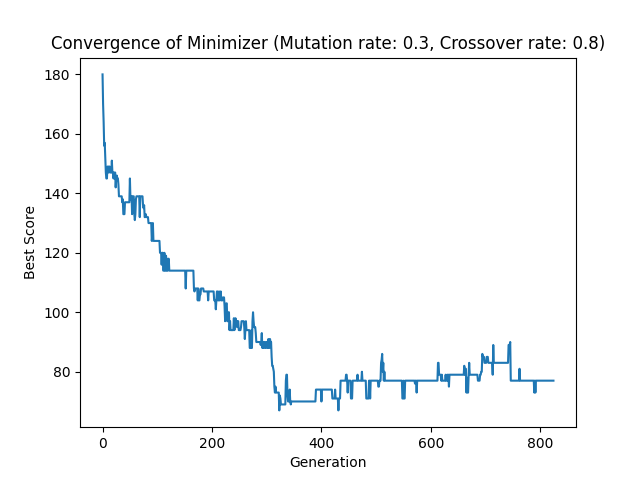 Convergence of Minimizer (Mutation rate: 0.3, Crossover rate: 0.8)
180
160
140
120
100
80
Best Score
0 200 400 600 800
Generation